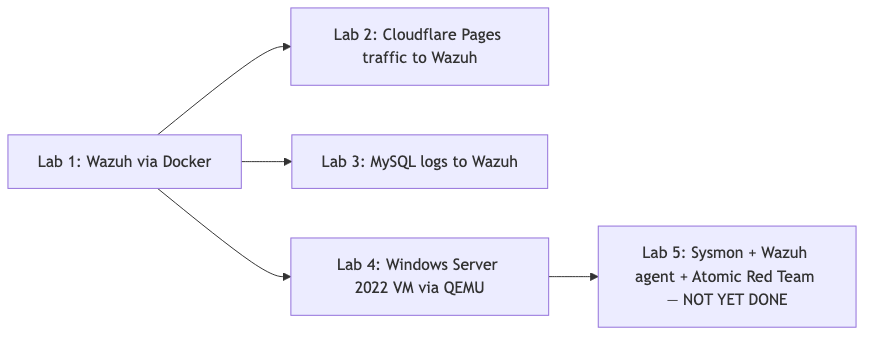 Lab 1: Wazuh via Docker
Lab 2: Cloudflare Pages
traffic to Wazuh
Lab 3: MySQL logs to Wazuh
Lab 4: Windows Server
2022 VM via QEMU
Lab 5: Sysmon + Wazuh
agent + Atomic Red Team
— NOT YET DONE